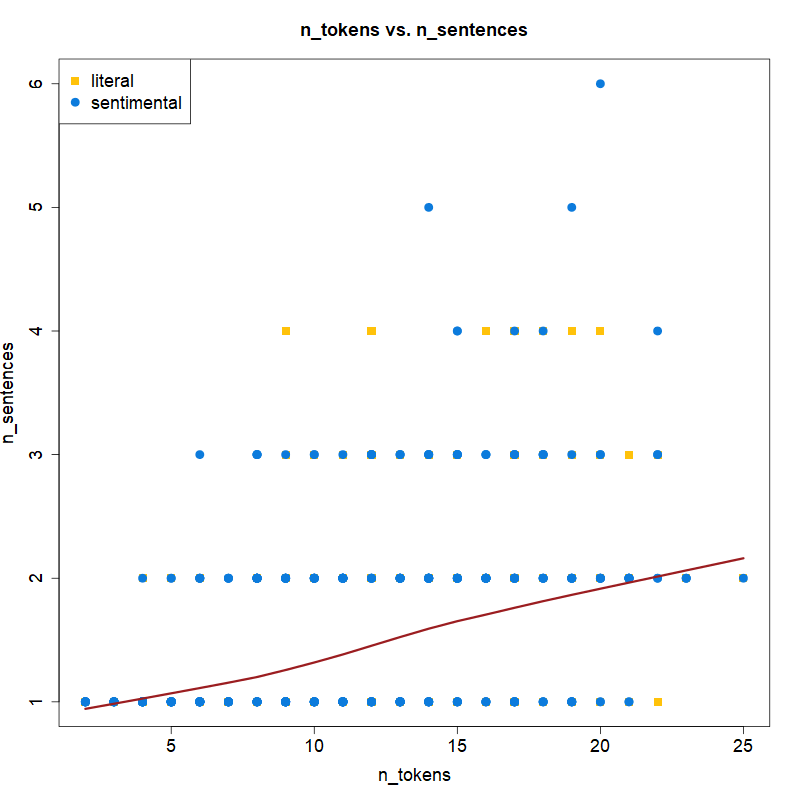 n_tokens vs. n_sentences
literal
sentimental
n_sentences
6
5
4
3
2
1
5 10 15 20 25
n_tokens